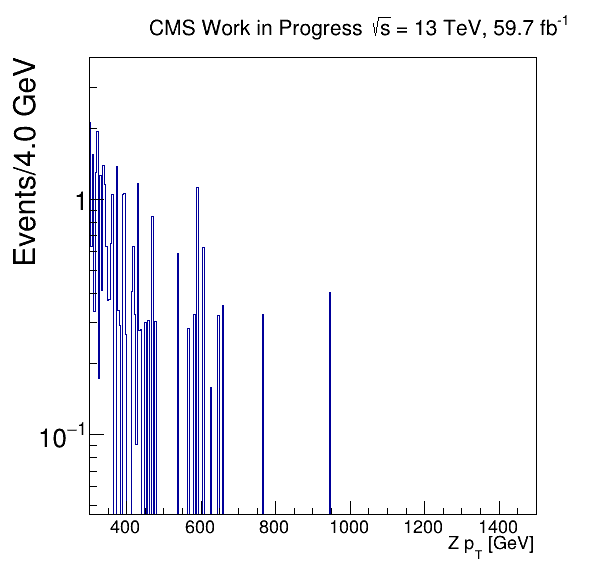 CMS Work in Progress √s = 13 TeV, 59.7 fb⁻¹
Events/4.0 GeV
1
10⁻¹
400 600 800 1000 1200 1400
Z p_T [GeV]